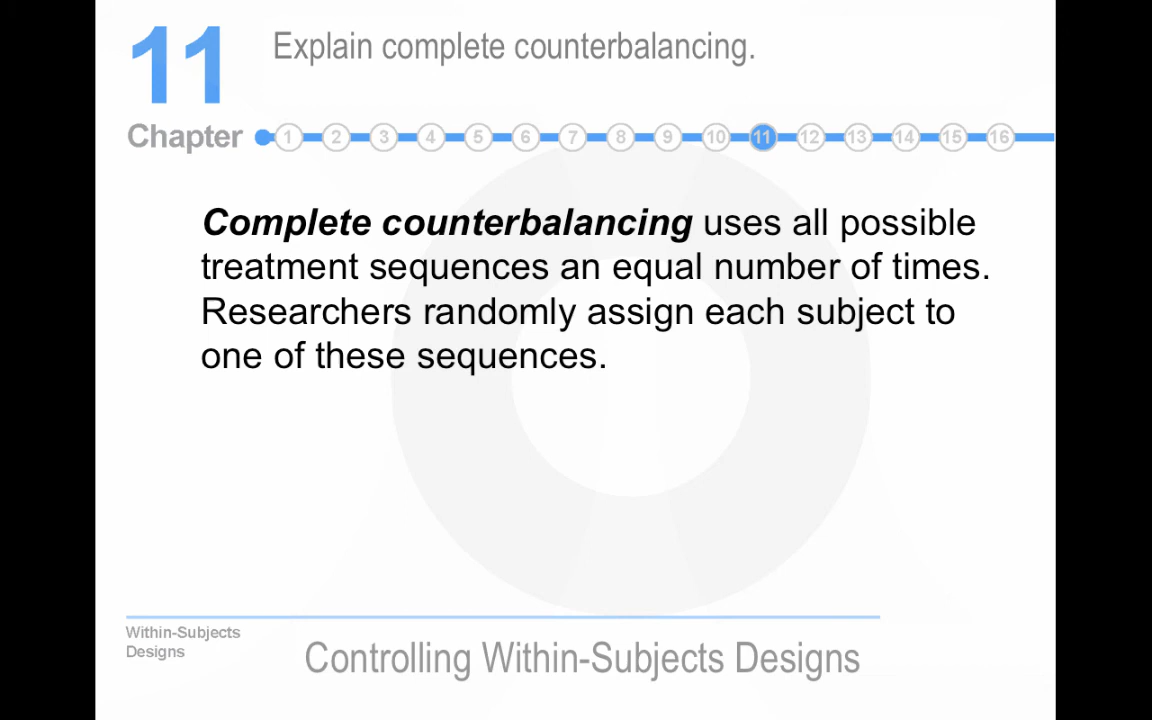 11
Explain complete counterbalancing.
Chapter
1 2 3 4 5 6 7 8 9 10 11 12 13 14 15 16
Complete counterbalancing uses all possible
treatment sequences an equal number of times.
Researchers randomly assign each subject to
one of these sequences.
Within-Subjects
Designs
Controlling Within-Subjects Designs